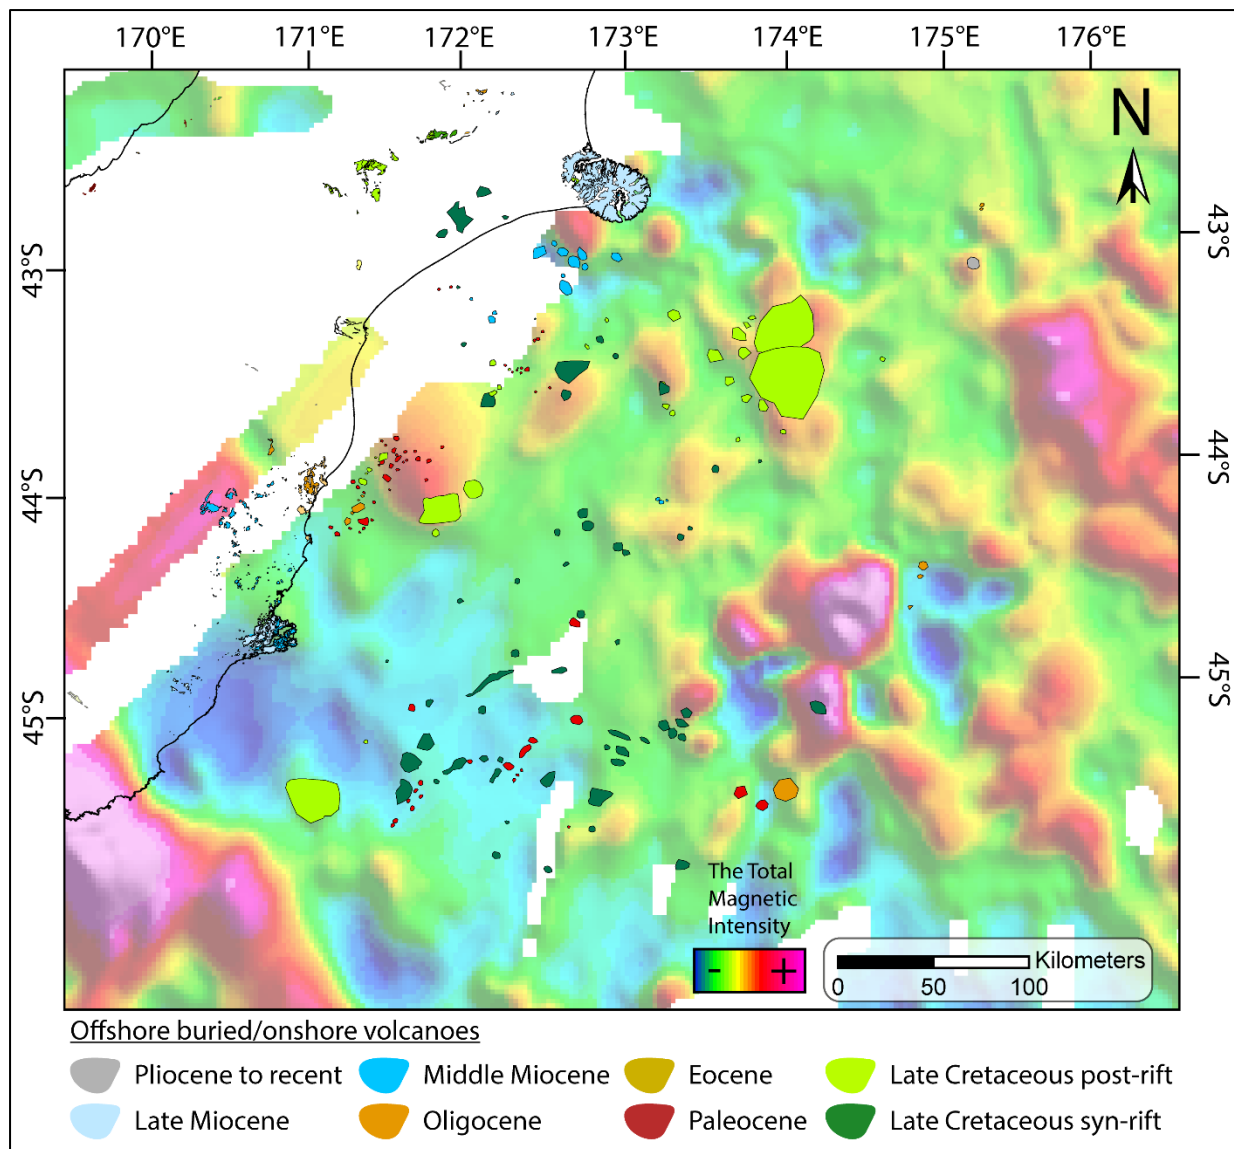 170°E 171°E 172°E 173°E 174°E 175°E 176°E
N
43°S
43°S
44°S
44°S
45°S
45°S
The Total
Magnetic
Intensity
- +
Kilometers
0 50 100
Offshore buried/onshore volcanoes
Pliocene to recent Middle Miocene Eocene Late Cretaceous post-rift
Late Miocene Oligocene Paleocene Late Cretaceous syn-rift